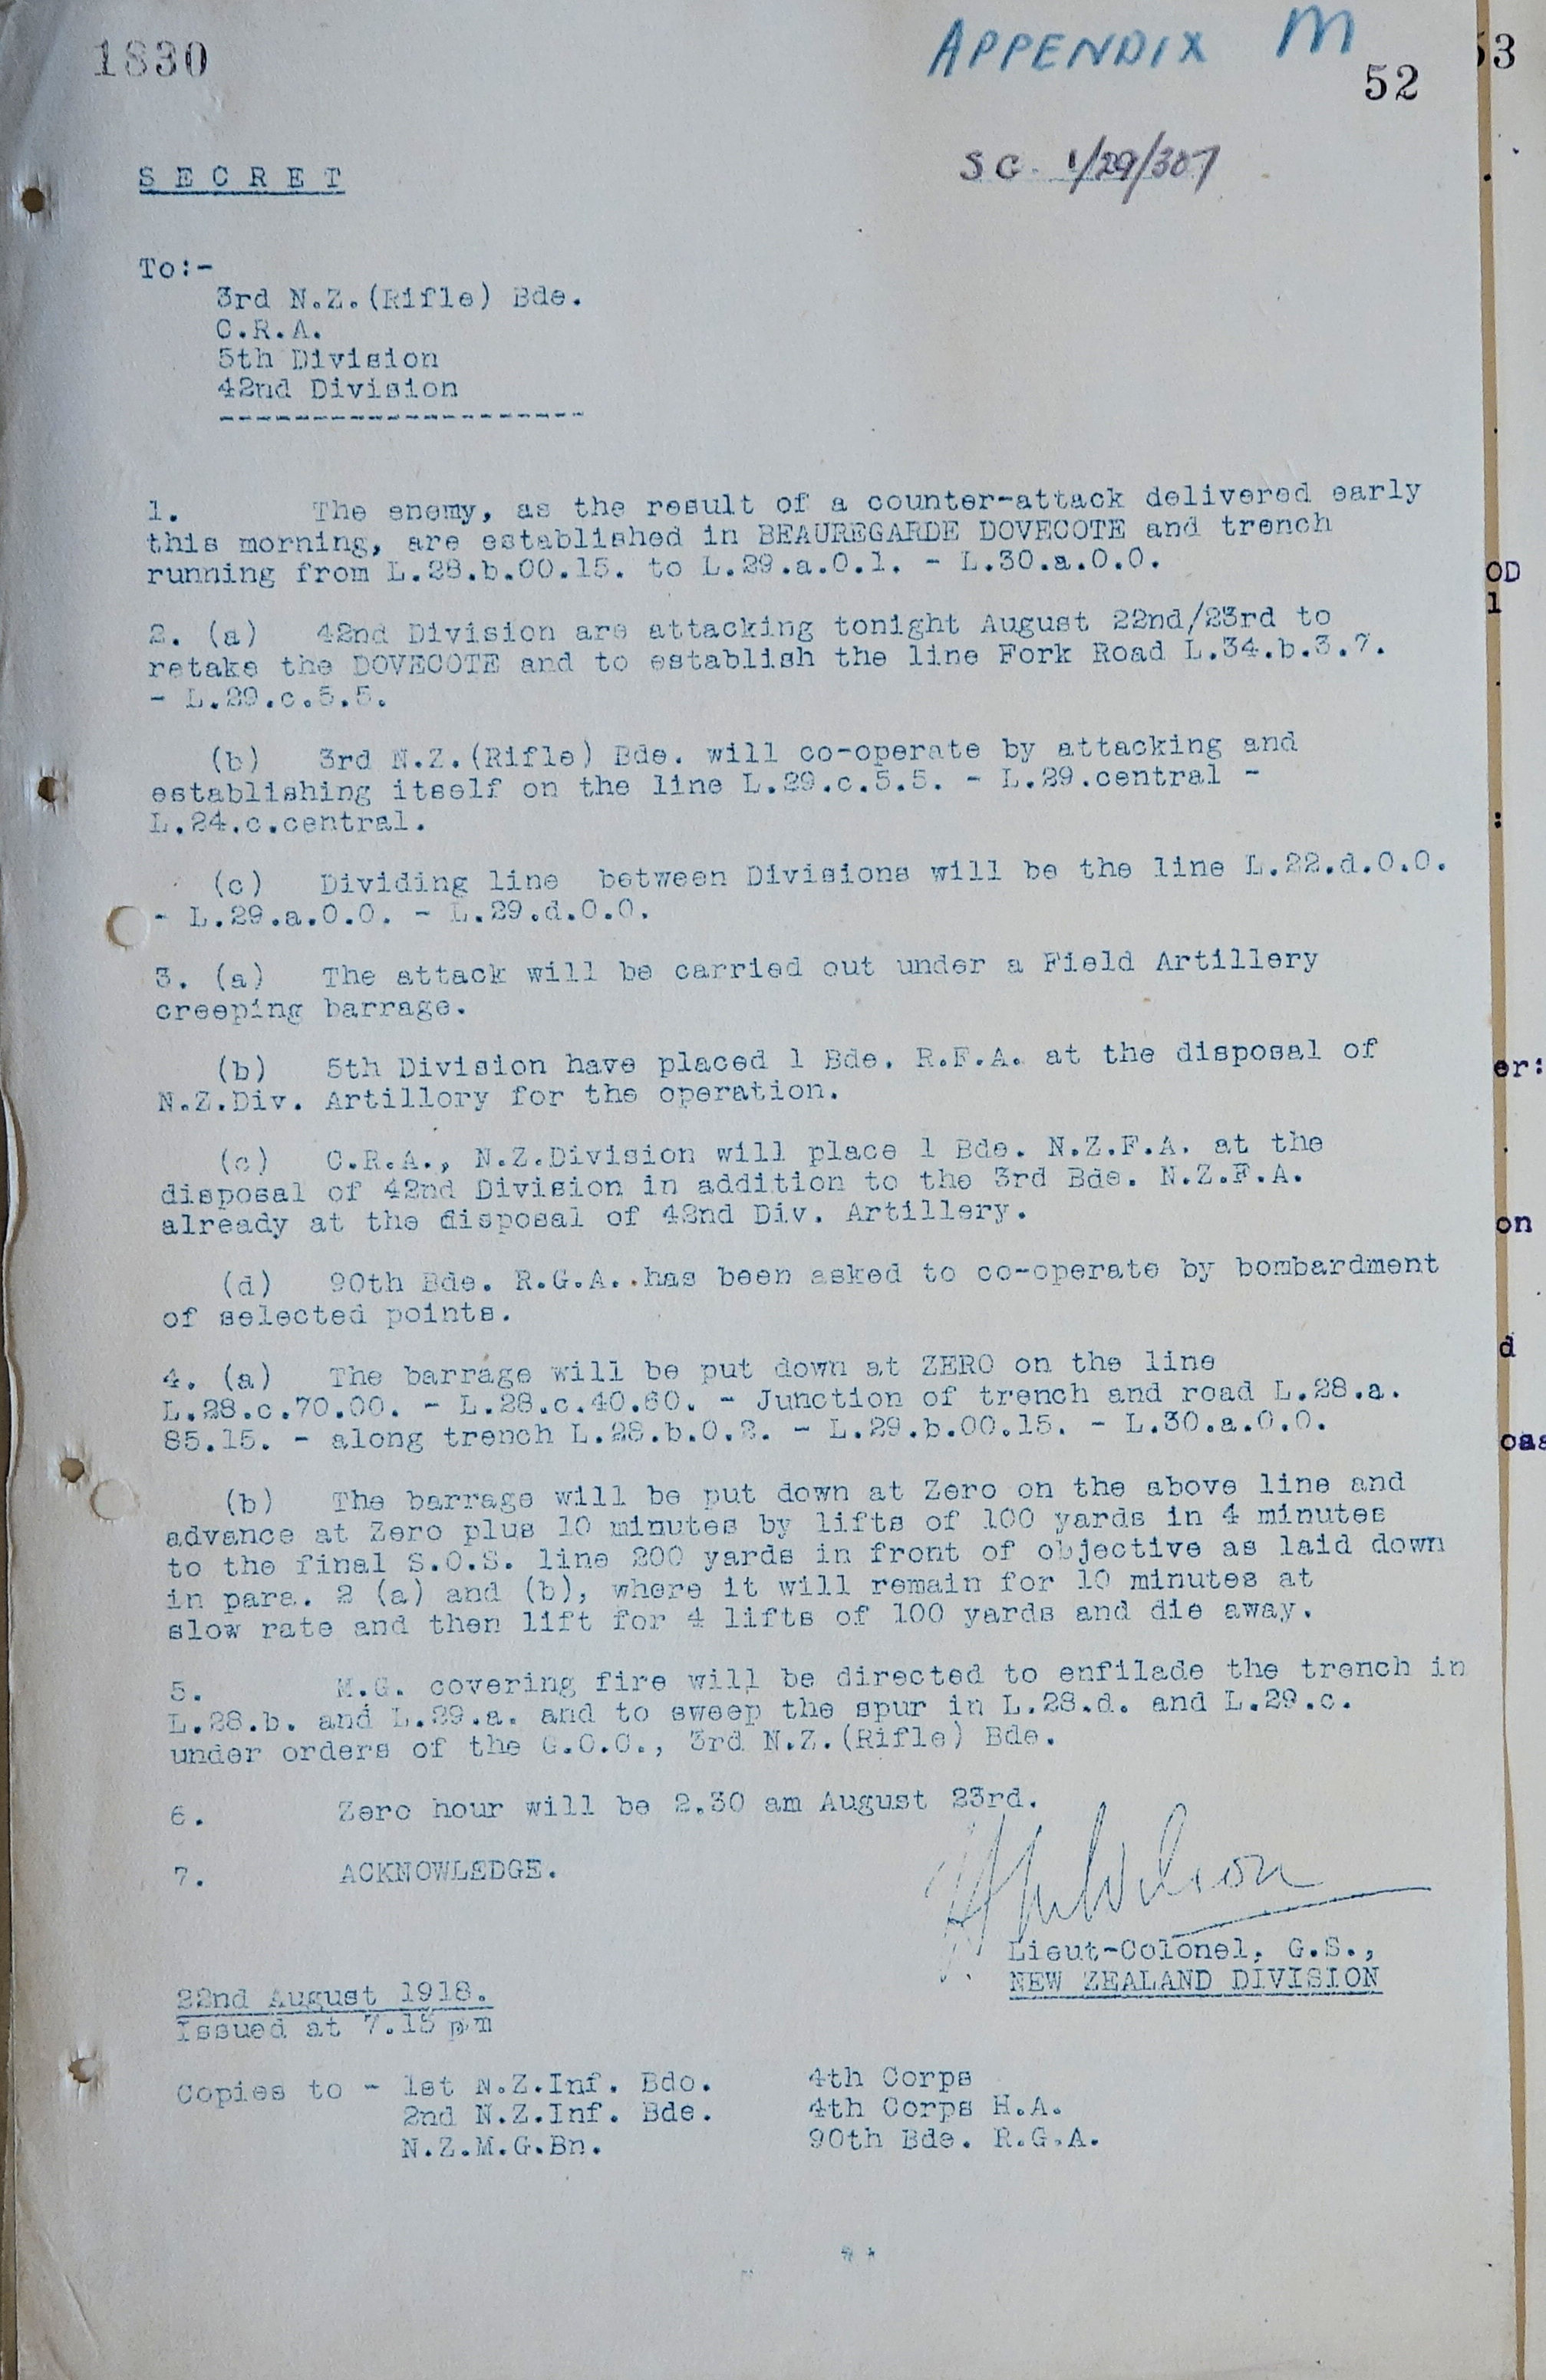 1830
APPENDIX M
52
53
SECRET
S G. 1/29/307
To:-
3rd N.Z.(Rifle) Bde.
C.R.A.
5th Division
42nd Division
--------------------
1. The enemy, as the result of a counter-attack delivered early
this morning, are established in BEAUREGARDE DOVECOTE and trench
running from L.28.b.00.15. to L.29.a.0.1. - L.30.a.0.0.
2. (a) 42nd Division are attacking tonight August 22nd/23rd to
retake the DOVECOTE and to establish the line Fork Road L.34.b.3.7.
- L.29.c.5.5.
(b) 3rd N.Z.(Rifle) Bde. will co-operate by attacking and
establishing itself on the line L.29.c.5.5. - L.29.central -
L.24.c.central.
(c) Dividing line between Divisions will be the line L.22.d.0.0.
- L.29.a.0.0. - L.29.d.0.0.
3. (a) The attack will be carried out under a Field Artillery
creeping barrage.
(b) 5th Division have placed 1 Bde. R.F.A. at the disposal of
N.Z.Div. Artillory for the operation.
(c) C.R.A., N.Z.Division will place 1 Bde. N.Z.F.A. at the
disposal of 42nd Division in addition to the 3rd Bde. N.Z.F.A.
already at the disposal of 42nd Div. Artillery.
(d) 90th Bde. R.G.A. has been asked to co-operate by bombardment
of selected points.
4. (a) The barrage will be put down at ZERO on the line
L.28.c.70.00. - L.28.c.40.60. - Junction of trench and road L.28.a.
85.15. - along trench L.28.b.0.2. - L.29.b.00.15. - L.30.a.0.0.
(b) The barrage will be put down at Zero on the above line and
advance at Zero plus 10 minutes by lifts of 100 yards in 4 minutes
to the final S.O.S. line 200 yards in front of objective as laid down
in para. 2 (a) and (b), where it will remain for 10 minutes at
slow rate and then lift for 4 lifts of 100 yards and die away.
5. M.G. covering fire will be directed to enfilade the trench in
L.28.b. and L.29.a. and to sweep the spur in L.28.d. and L.29.c.
under orders of the G.O.C., 3rd N.Z.(Rifle) Bde.
6. Zero hour will be 2.30 am August 23rd.
7. ACKNOWLEDGE.
Wilson
Lieut-Colonel, G.S.,
NEW ZEALAND DIVISION
22nd August 1918.
Issued at 7.15 pm
Copies to - 1st N.Z.Inf. Bdo. 4th Corps
2nd N.Z.Inf. Bde. 4th Corps H.A.
N.Z.M.G.Bn. 90th Bde. R.G.A.